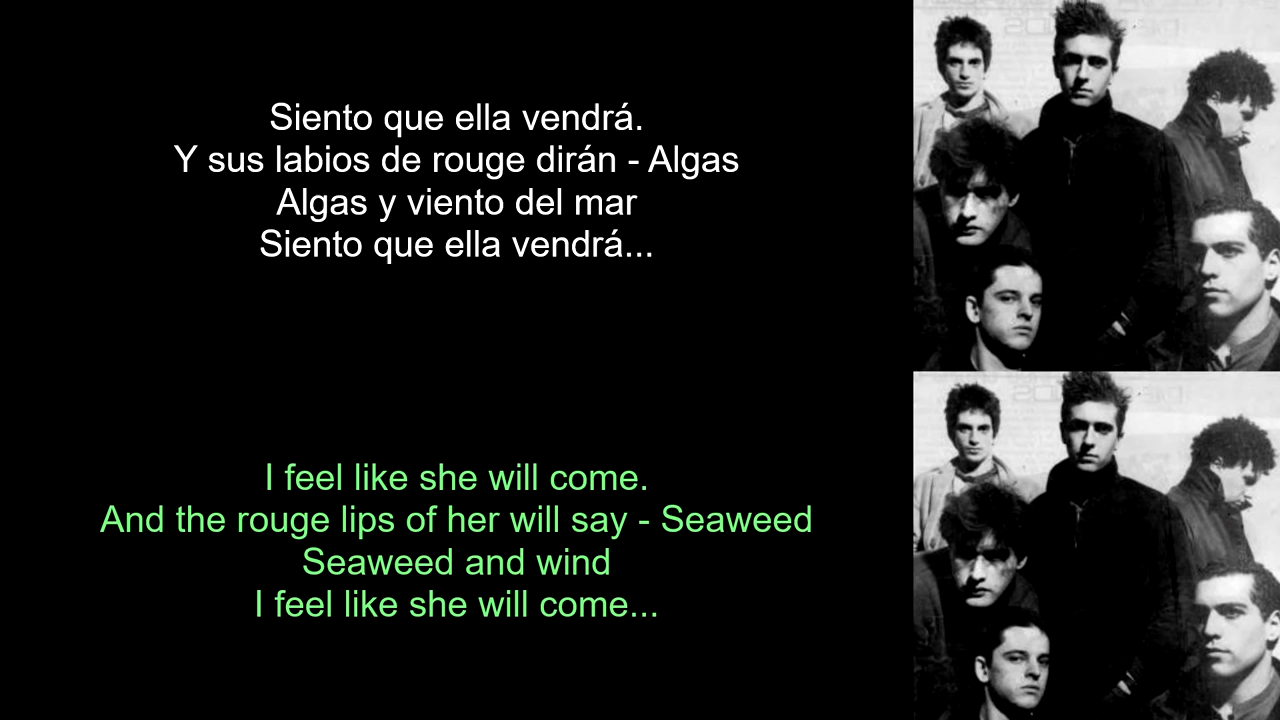 Siento que ella vendrá.
Y sus labios de rouge dirán - Algas
Algas y viento del mar
Siento que ella vendrá...
I feel like she will come.
And the rouge lips of her will say - Seaweed
Seaweed and wind
I feel like she will come...